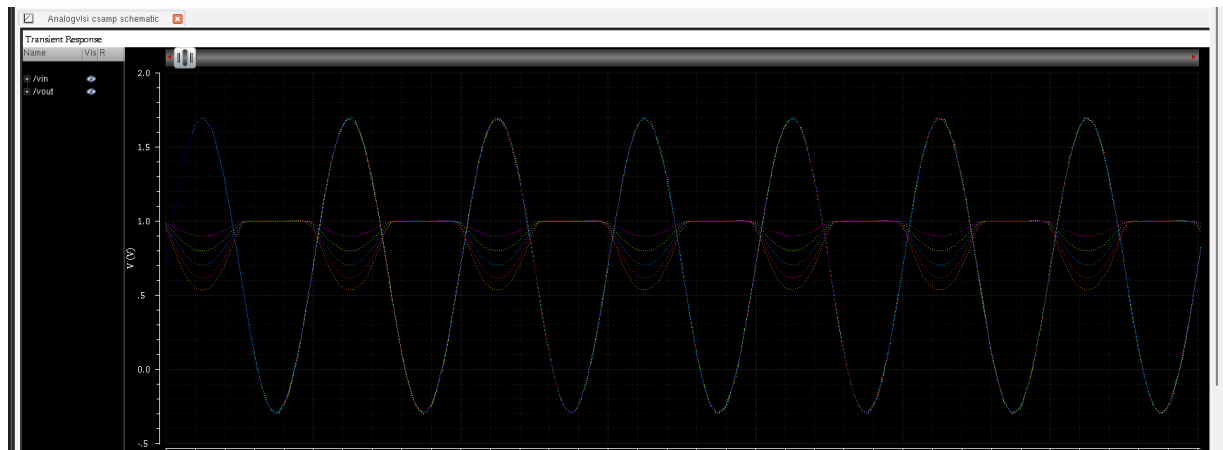 Analogvlsi csamp schematic
Transient Response
Name Vis R
/vin
/vout
2.0
1.5
1.0
.5
0.0
-.5
V (V)